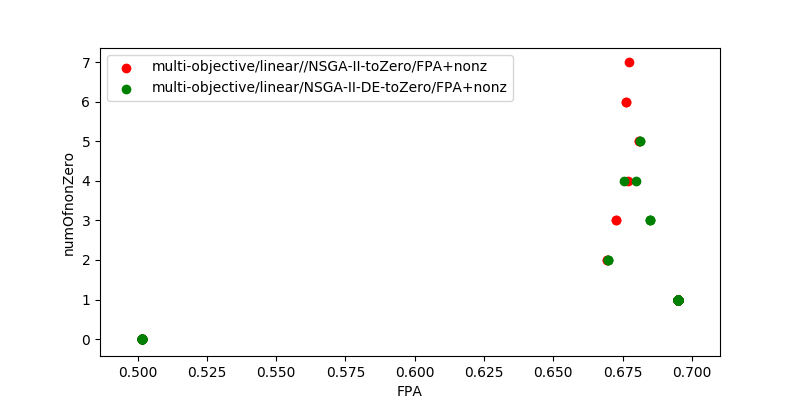 multi-objective/linear//NSGA-II-toZero/FPA+nonz
multi-objective/linear/NSGA-II-DE-toZero/FPA+nonz
numOfnonZero
7
6
5
4
3
2
1
0
0.500 0.525 0.550 0.575 0.600 0.625 0.650 0.675 0.700
FPA